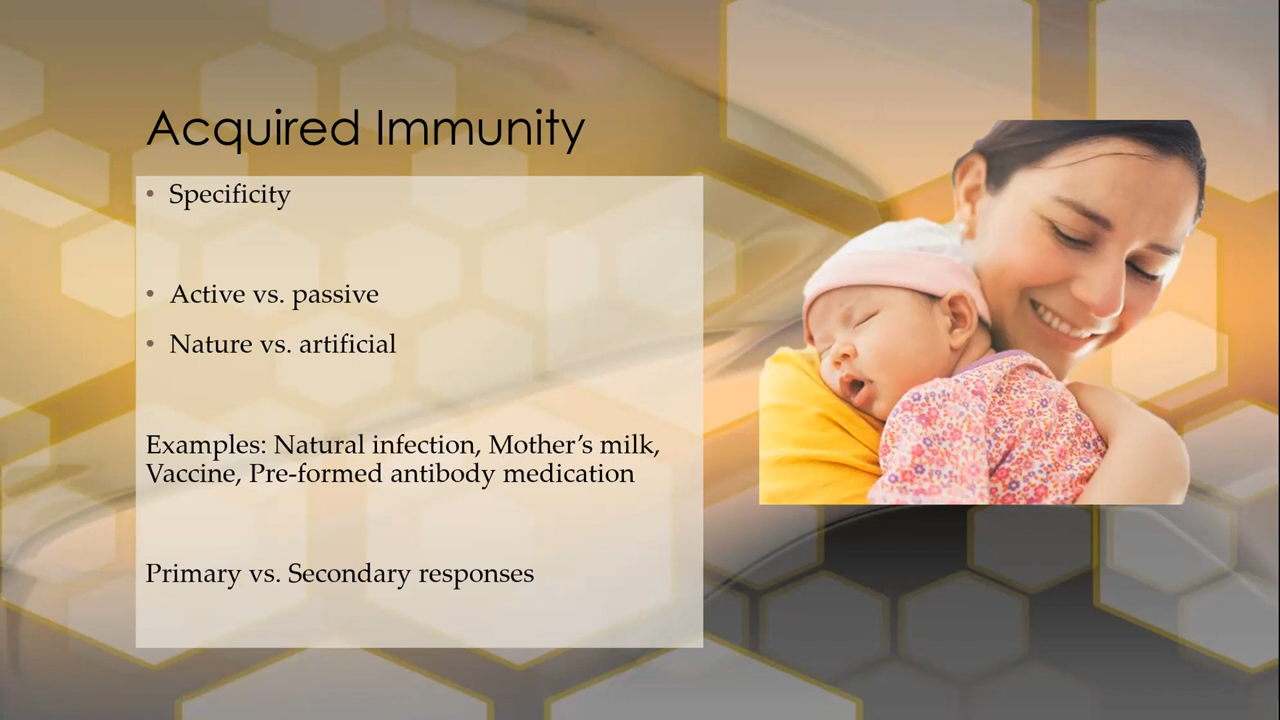 Acquired Immunity
• Specificity
• Active vs. passive
• Nature vs. artificial
Examples: Natural infection, Mother’s milk,
Vaccine, Pre-formed antibody medication
Primary vs. Secondary responses